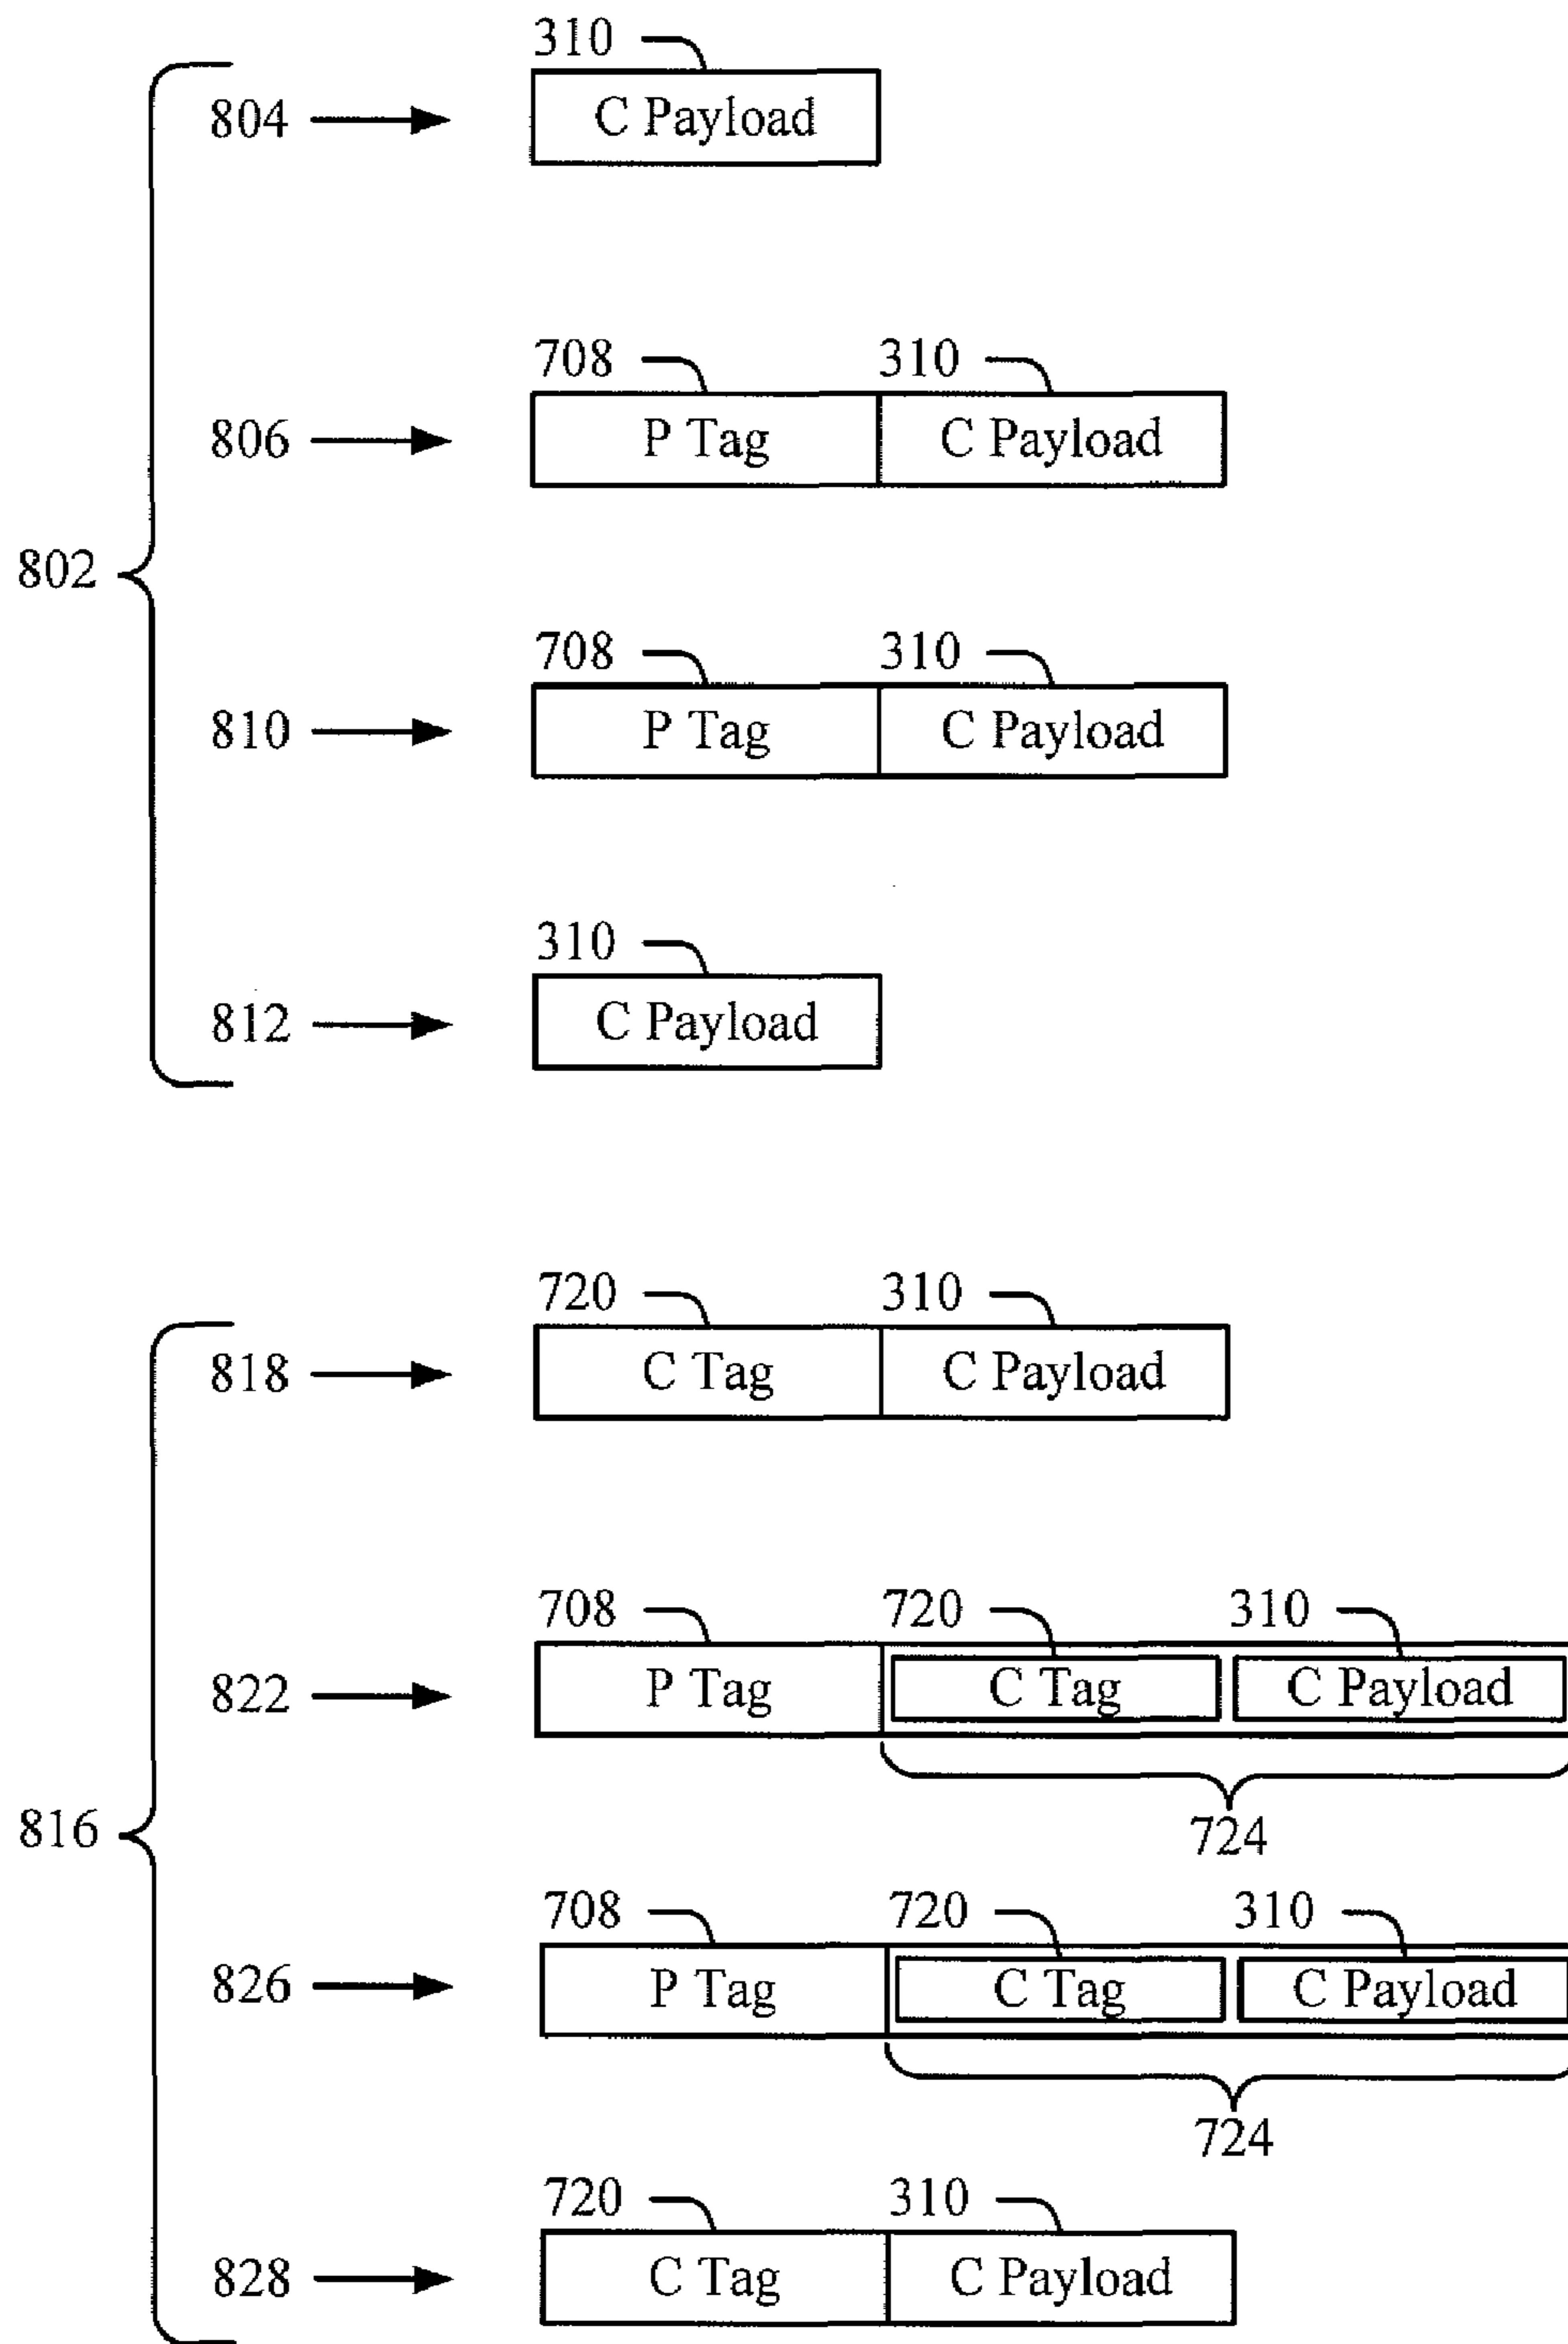 310
804 C Payload
708 310
806 P Tag C Payload
802
708 310
810 P Tag C Payload
310
812 C Payload
720 310
818 C Tag C Payload
708 720 310
822 P Tag C Tag C Payload
816 724
708 720 310
826 P Tag C Tag C Payload
724
720 310
828 C Tag C Payload